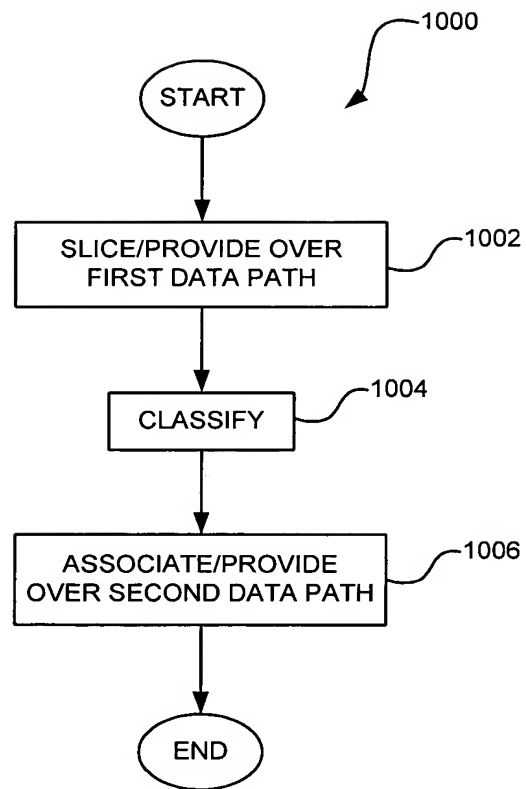 1000
START
SLICE/PROVIDE OVER
FIRST DATA PATH
1002
CLASSIFY
1004
ASSOCIATE/PROVIDE
OVER SECOND DATA PATH
1006
END